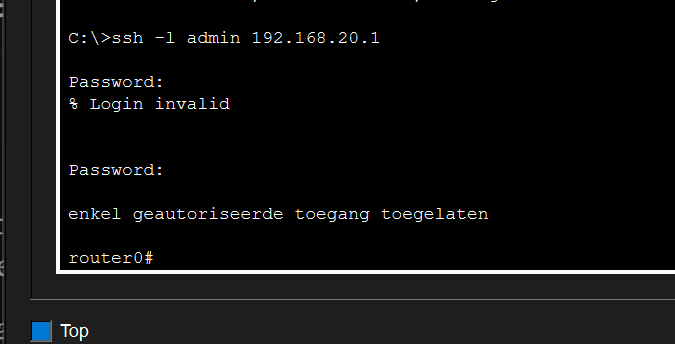 C:\>ssh -l admin 192.168.20.1
Password:
% Login invalid
Password:
enkel geautoriseerde toegang toegelaten
router0#
Top